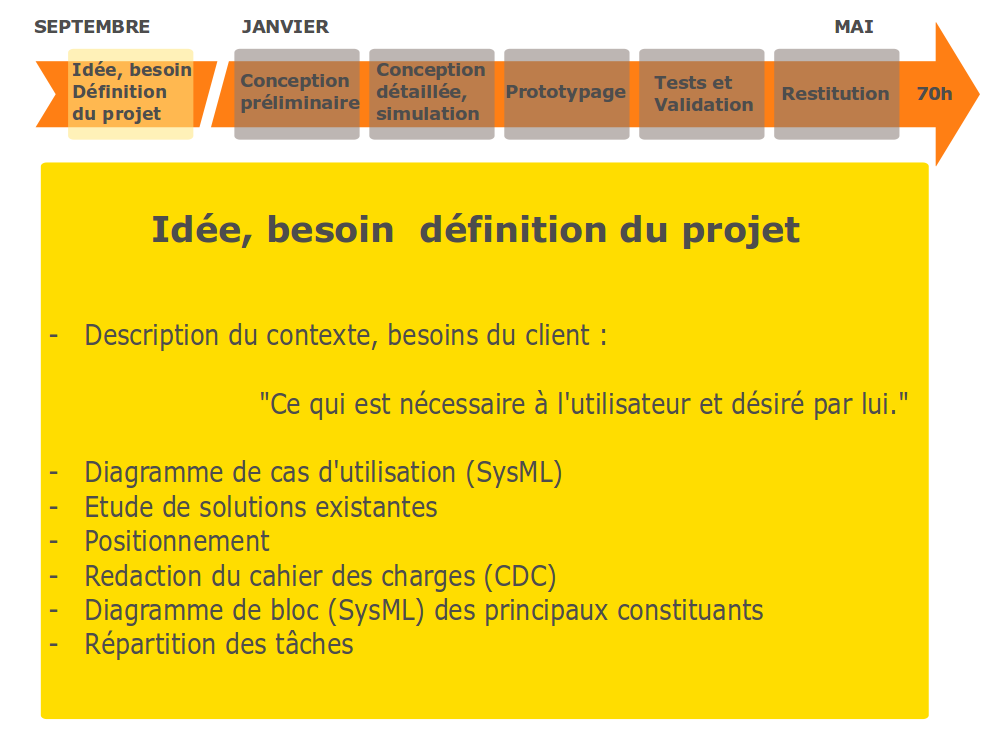 SEPTEMBRE JANVIER MAI
Idée, besoin
Définition
du projet
Conception
préliminaire
Conception
détaillée,
simulation
Prototypage
Tests et
Validation
Restitution
70h
Idée, besoin définition du projet
- Description du contexte, besoins du client :
"Ce qui est nécessaire à l'utilisateur et désiré par lui."
- Diagramme de cas d'utilisation (SysML)
- Etude de solutions existantes
- Positionnement
- Redaction du cahier des charges (CDC)
- Diagramme de bloc (SysML) des principaux constituants
- Répartition des tâches